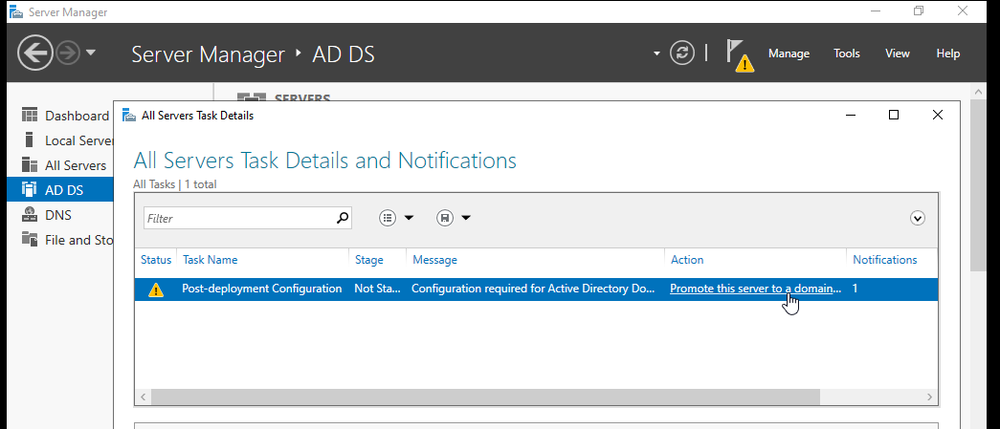 Server Manager
Server Manager ‣ AD DS
Manage Tools View Help
SERVERS
Dashboard
Local Serve
All Servers
AD DS
DNS
File and Sto
All Servers Task Details
All Servers Task Details and Notifications
All Tasks | 1 total
Filter
Status Task Name Stage Message Action Notifications
Post-deployment Configuration Not Sta... Configuration required for Active Directory Do... Promote this server to a domain... 1